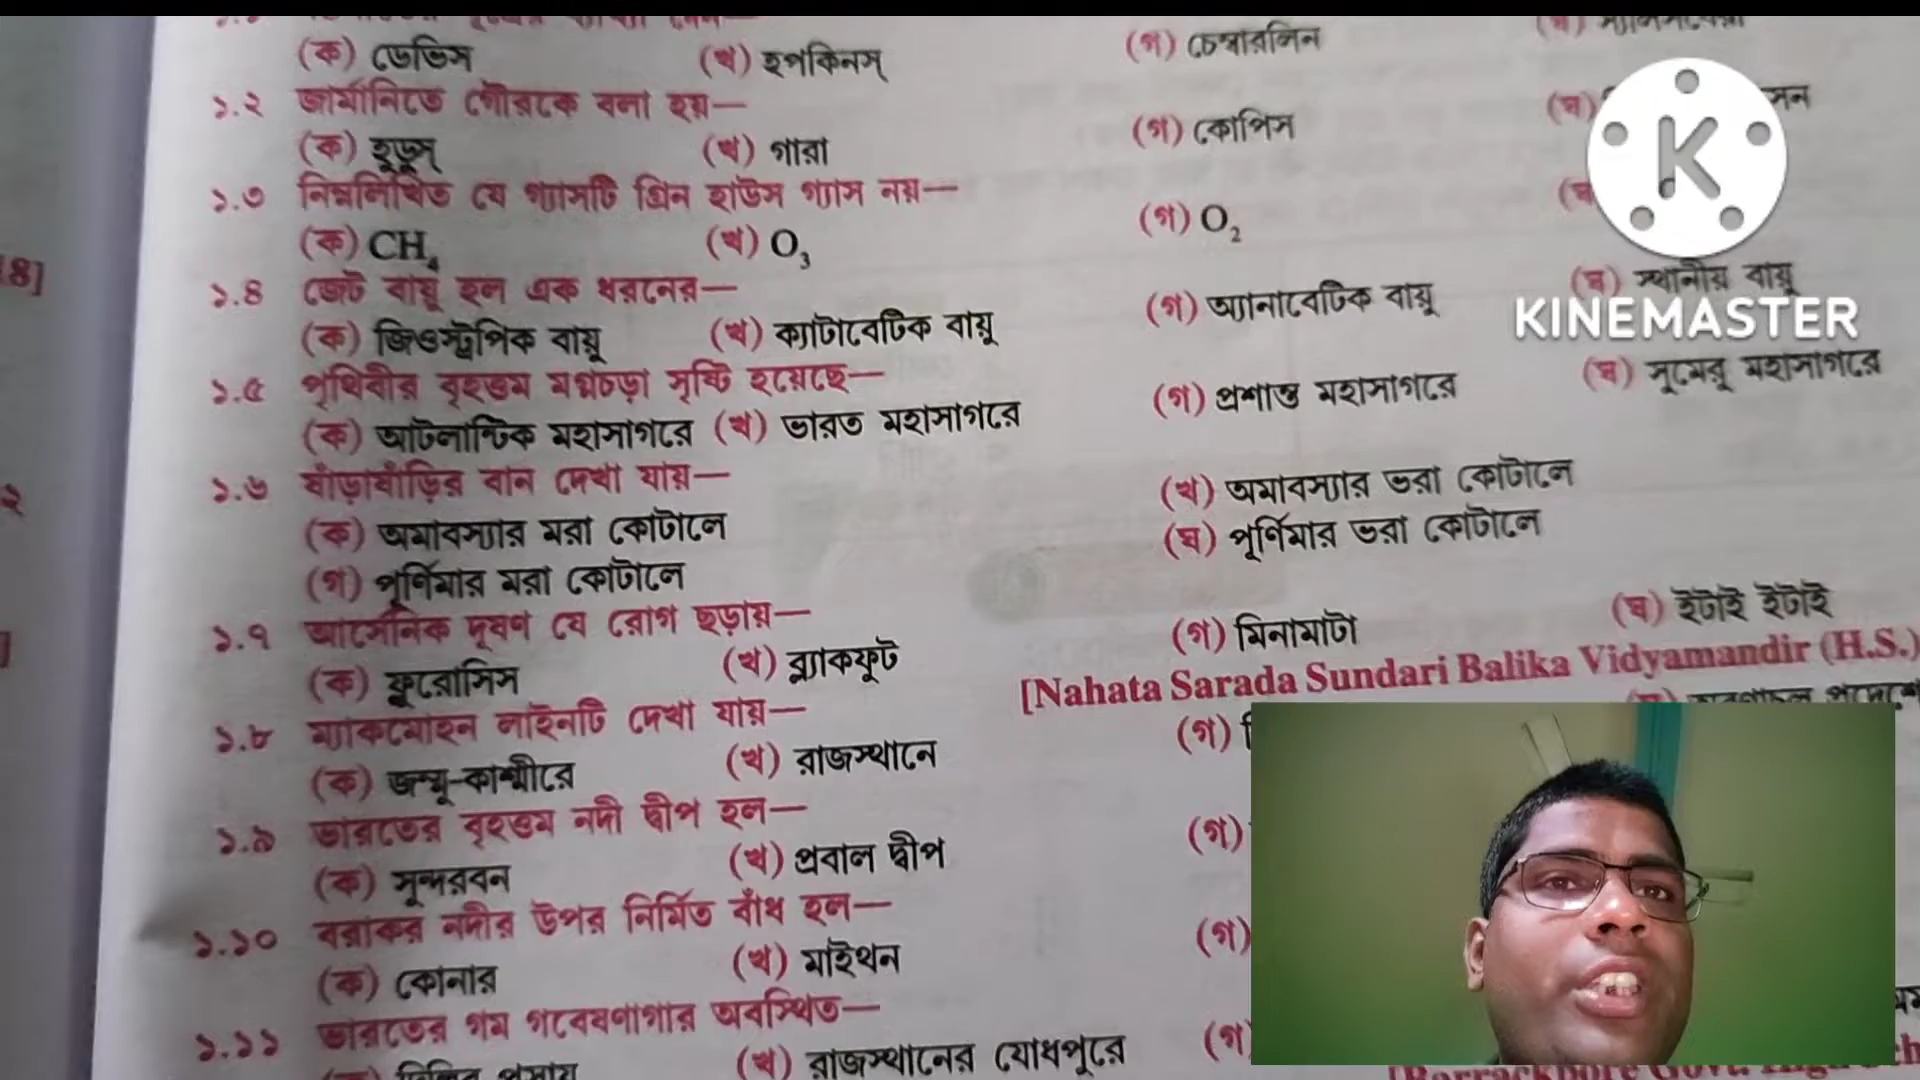 (ক) ডেভিস (খ) হপকিনস্ (গ) চেম্বারলিন (ঘ)
১.২ জার্মানিতে গৌরকে বলা হয়—
(ক) হুডুস্ (খ) গারা (গ) কোপিস (ঘ)
১.৩ নিম্নলিখিত যে গ্যাসটি গ্রিন হাউস গ্যাস নয়—
(ক) CH₄ (খ) O₃ (গ) O₂ (ঘ)
১.৪ জেট বায়ু হল এক ধরনের—
(ক) জিওস্ট্রপিক বায়ু (খ) ক্যাটাবেটিক বায়ু (গ) অ্যানাবেটিক বায়ু (ঘ) স্থানীয় বায়ু
KINEMASTER
১.৫ পৃথিবীর বৃহত্তম মগ্নচড়া সৃষ্টি হয়েছে—
(ক) আটলান্টিক মহাসাগরে (খ) ভারত মহাসাগরে (গ) প্রশান্ত মহাসাগরে (ঘ) সুমেরু মহাসাগরে
১.৬ ষাঁড়াষাঁড়ির বান দেখা যায়—
(ক) অমাবস্যার মরা কোটালে (খ) অমাবস্যার ভরা কোটালে
(গ) পূর্ণিমার মরা কোটালে (ঘ) পূর্ণিমার ভরা কোটালে
১.৭ আর্সেনিক দূষণ যে রোগ ছড়ায়—
(ক) ফ্লুরোসিস (খ) ব্ল্যাকফুট (গ) মিনামাটা (ঘ) ইটাই ইটাই
[Nahata Sarada Sundari Balika Vidyamandir (H.S.)
১.৮ ম্যাকমোহন লাইনটি দেখা যায়—
(ক) জম্মু-কাশ্মীরে (খ) রাজস্থানে (গ)
১.৯ ভারতের বৃহত্তম নদী দ্বীপ হল—
(ক) সুন্দরবন (খ) প্রবাল দ্বীপ (গ)
১.১০ বরাকর নদীর উপর নির্মিত বাঁধ হল—
(ক) কোনার (খ) মাইথন (গ)
১.১১ ভারতের গম গবেষণাগার অবস্থিত—
(খ) রাজস্থানের যোধপুরে (গ)